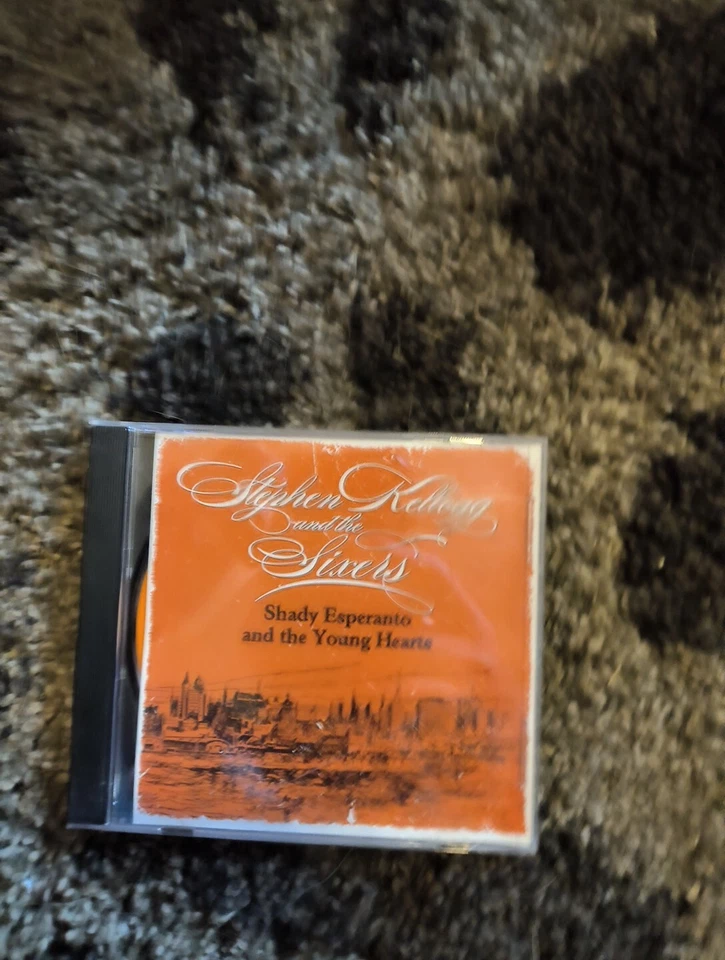 Stephen Kellogg
and the
Sixers
Shady Esperanto
and the Young Hearts